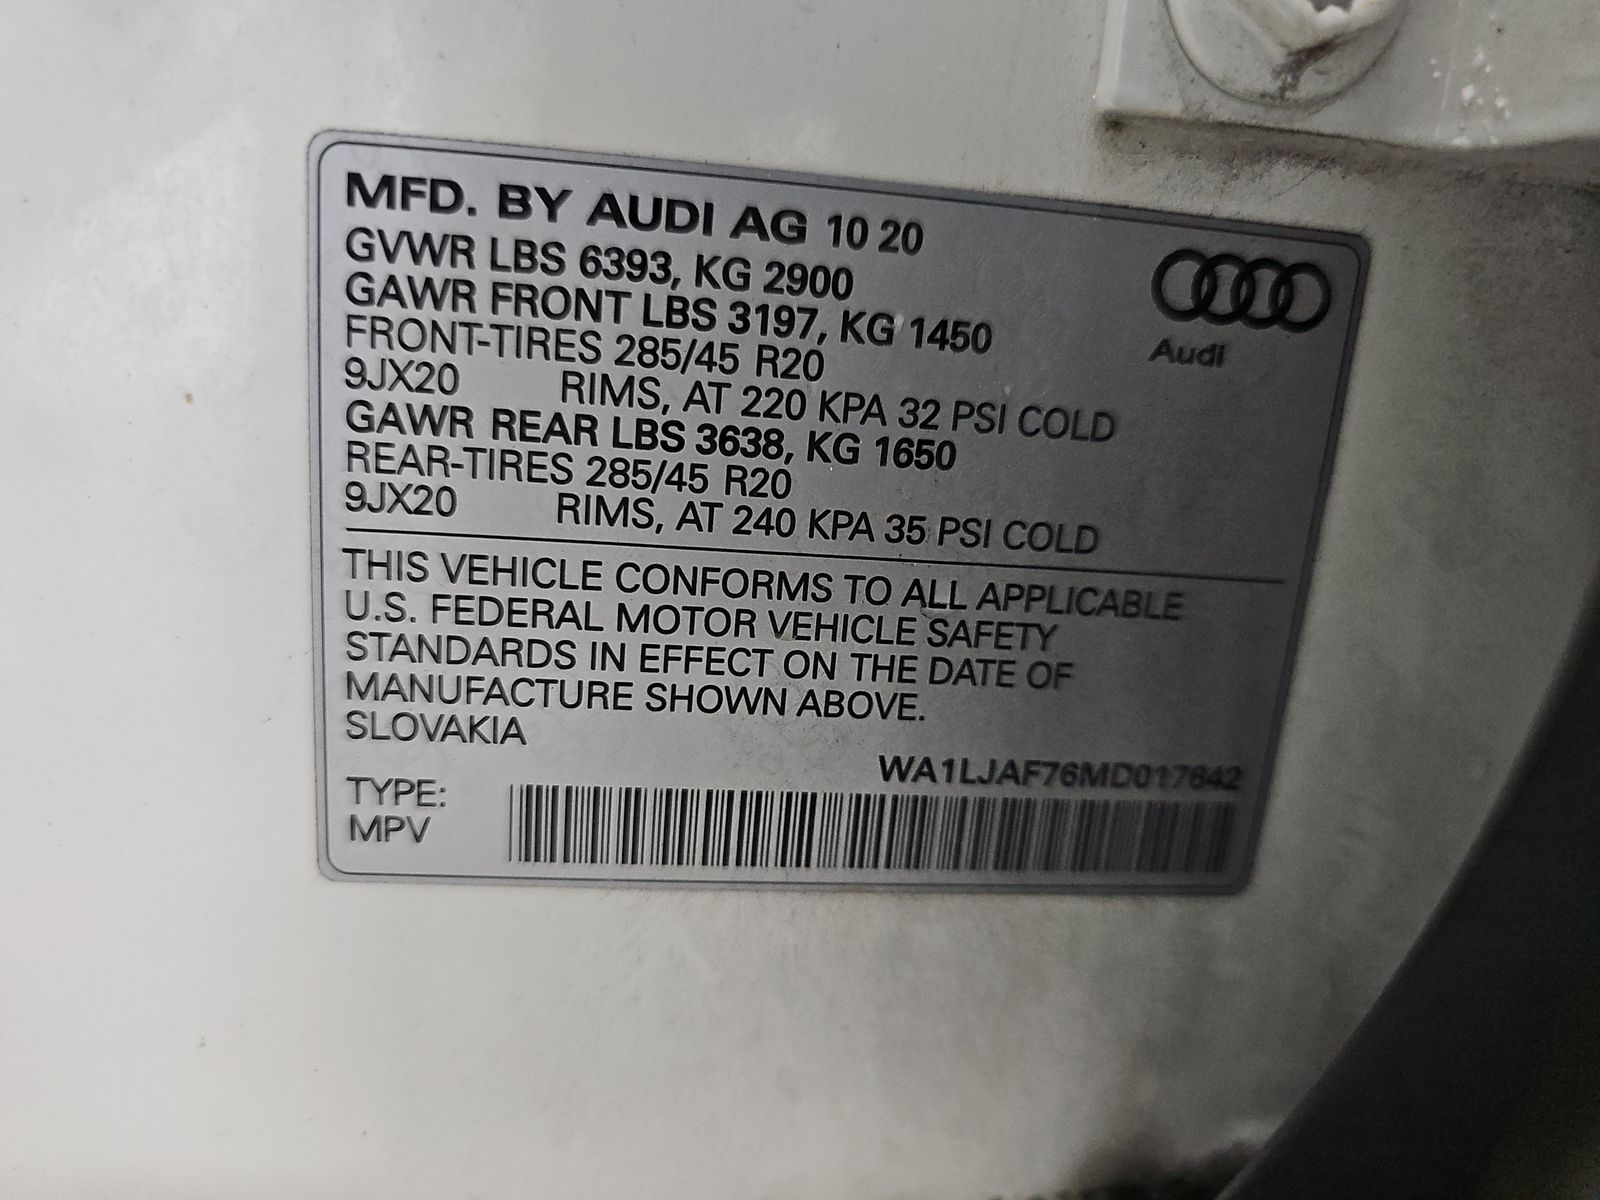 MFD. BY AUDI AG 10 20
GVWR LBS 6393, KG 2900
GAWR FRONT LBS 3197, KG 1450
FRONT-TIRES 285/45 R20
9JX20 RIMS, AT 220 KPA 32 PSI COLD
GAWR REAR LBS 3638, KG 1650
REAR-TIRES 285/45 R20
9JX20 RIMS, AT 240 KPA 35 PSI COLD
Audi
THIS VEHICLE CONFORMS TO ALL APPLICABLE
U.S. FEDERAL MOTOR VEHICLE SAFETY
STANDARDS IN EFFECT ON THE DATE OF
MANUFACTURE SHOWN ABOVE.
SLOVAKIA
WA1LJAF76MD017642
TYPE:
MPV